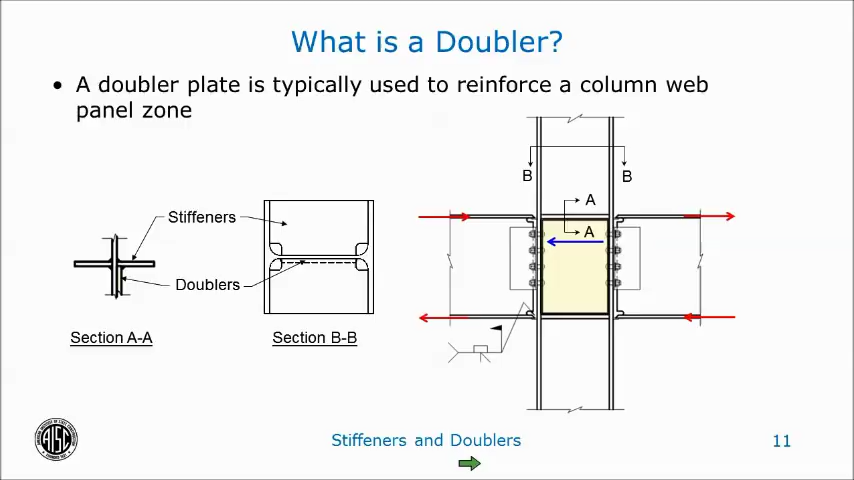 What is a Doubler?
• A doubler plate is typically used to reinforce a column web
panel zone
B
B
A
A
Stiffeners
Doublers
Section A-A
Section B-B
AISC
Stiffeners and Doublers
11